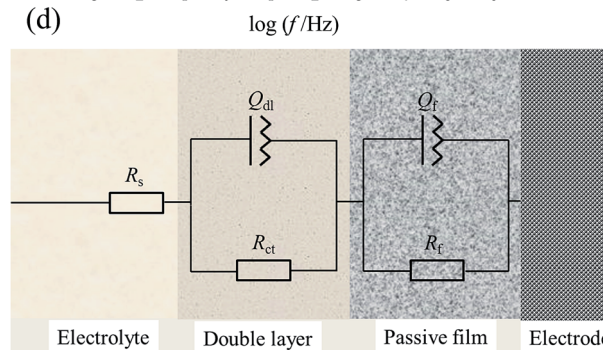 (d)
log (f/Hz)
Qdl
Qf
Rs
Rct
Rf
Electrolyte
Double layer
Passive film
Electrode